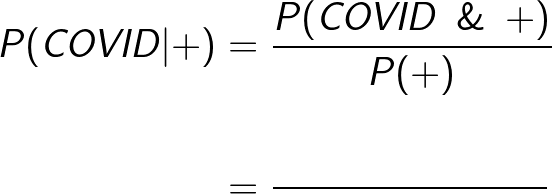 P(COVID|+) = P(COVID & +)
P(+)
=